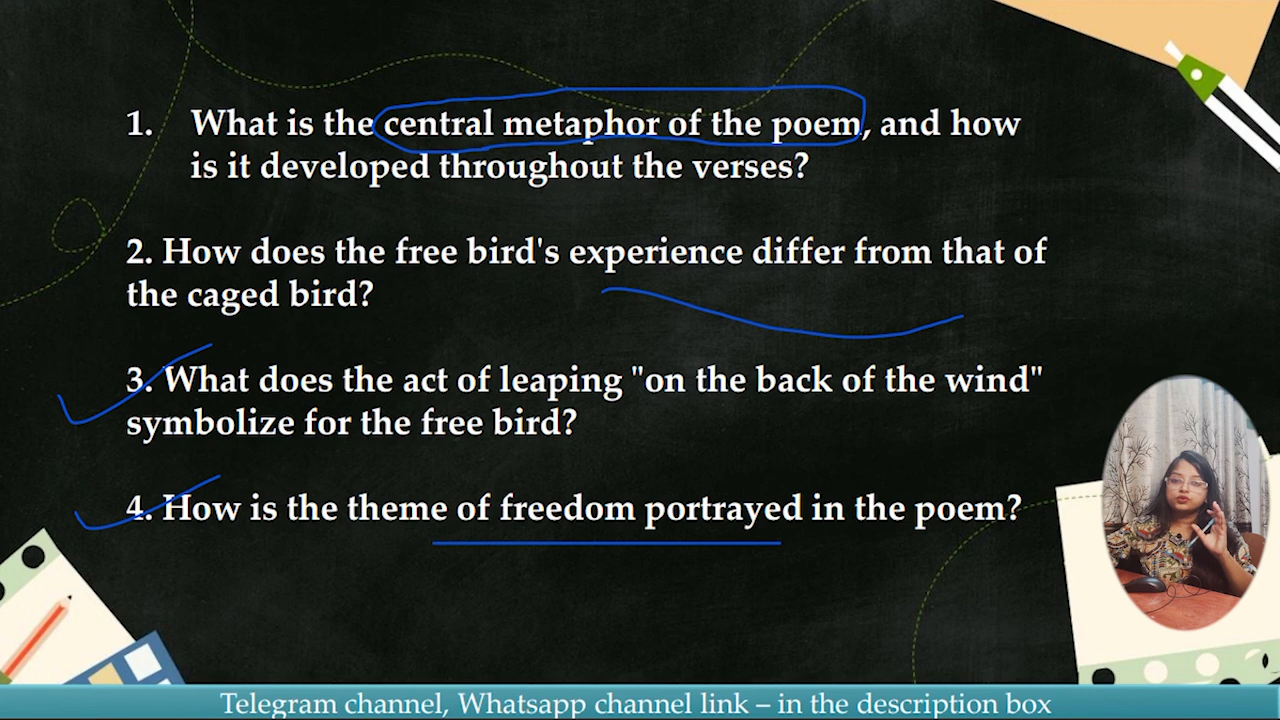 1. What is the central metaphor of the poem, and how
is it developed throughout the verses?
2. How does the free bird's experience differ from that of
the caged bird?
3. What does the act of leaping "on the back of the wind"
symbolize for the free bird?
4. How is the theme of freedom portrayed in the poem?
Telegram channel, Whatsapp channel link – in the description box